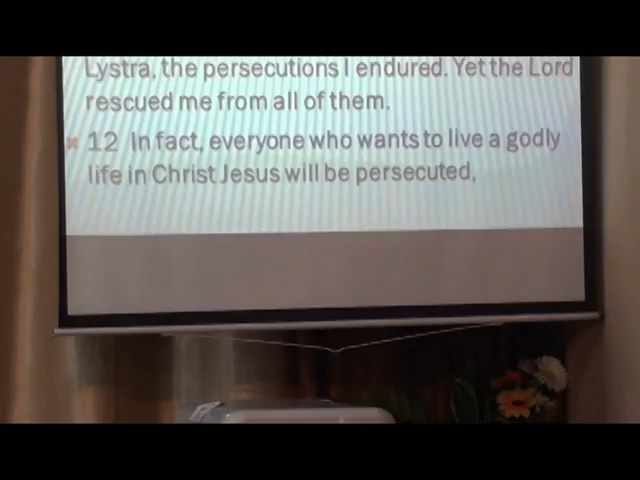 Lystra, the persecutions I endured. Yet the Lord
rescued me from all of them.
12 In fact, everyone who wants to live a godly
life in Christ Jesus will be persecuted,